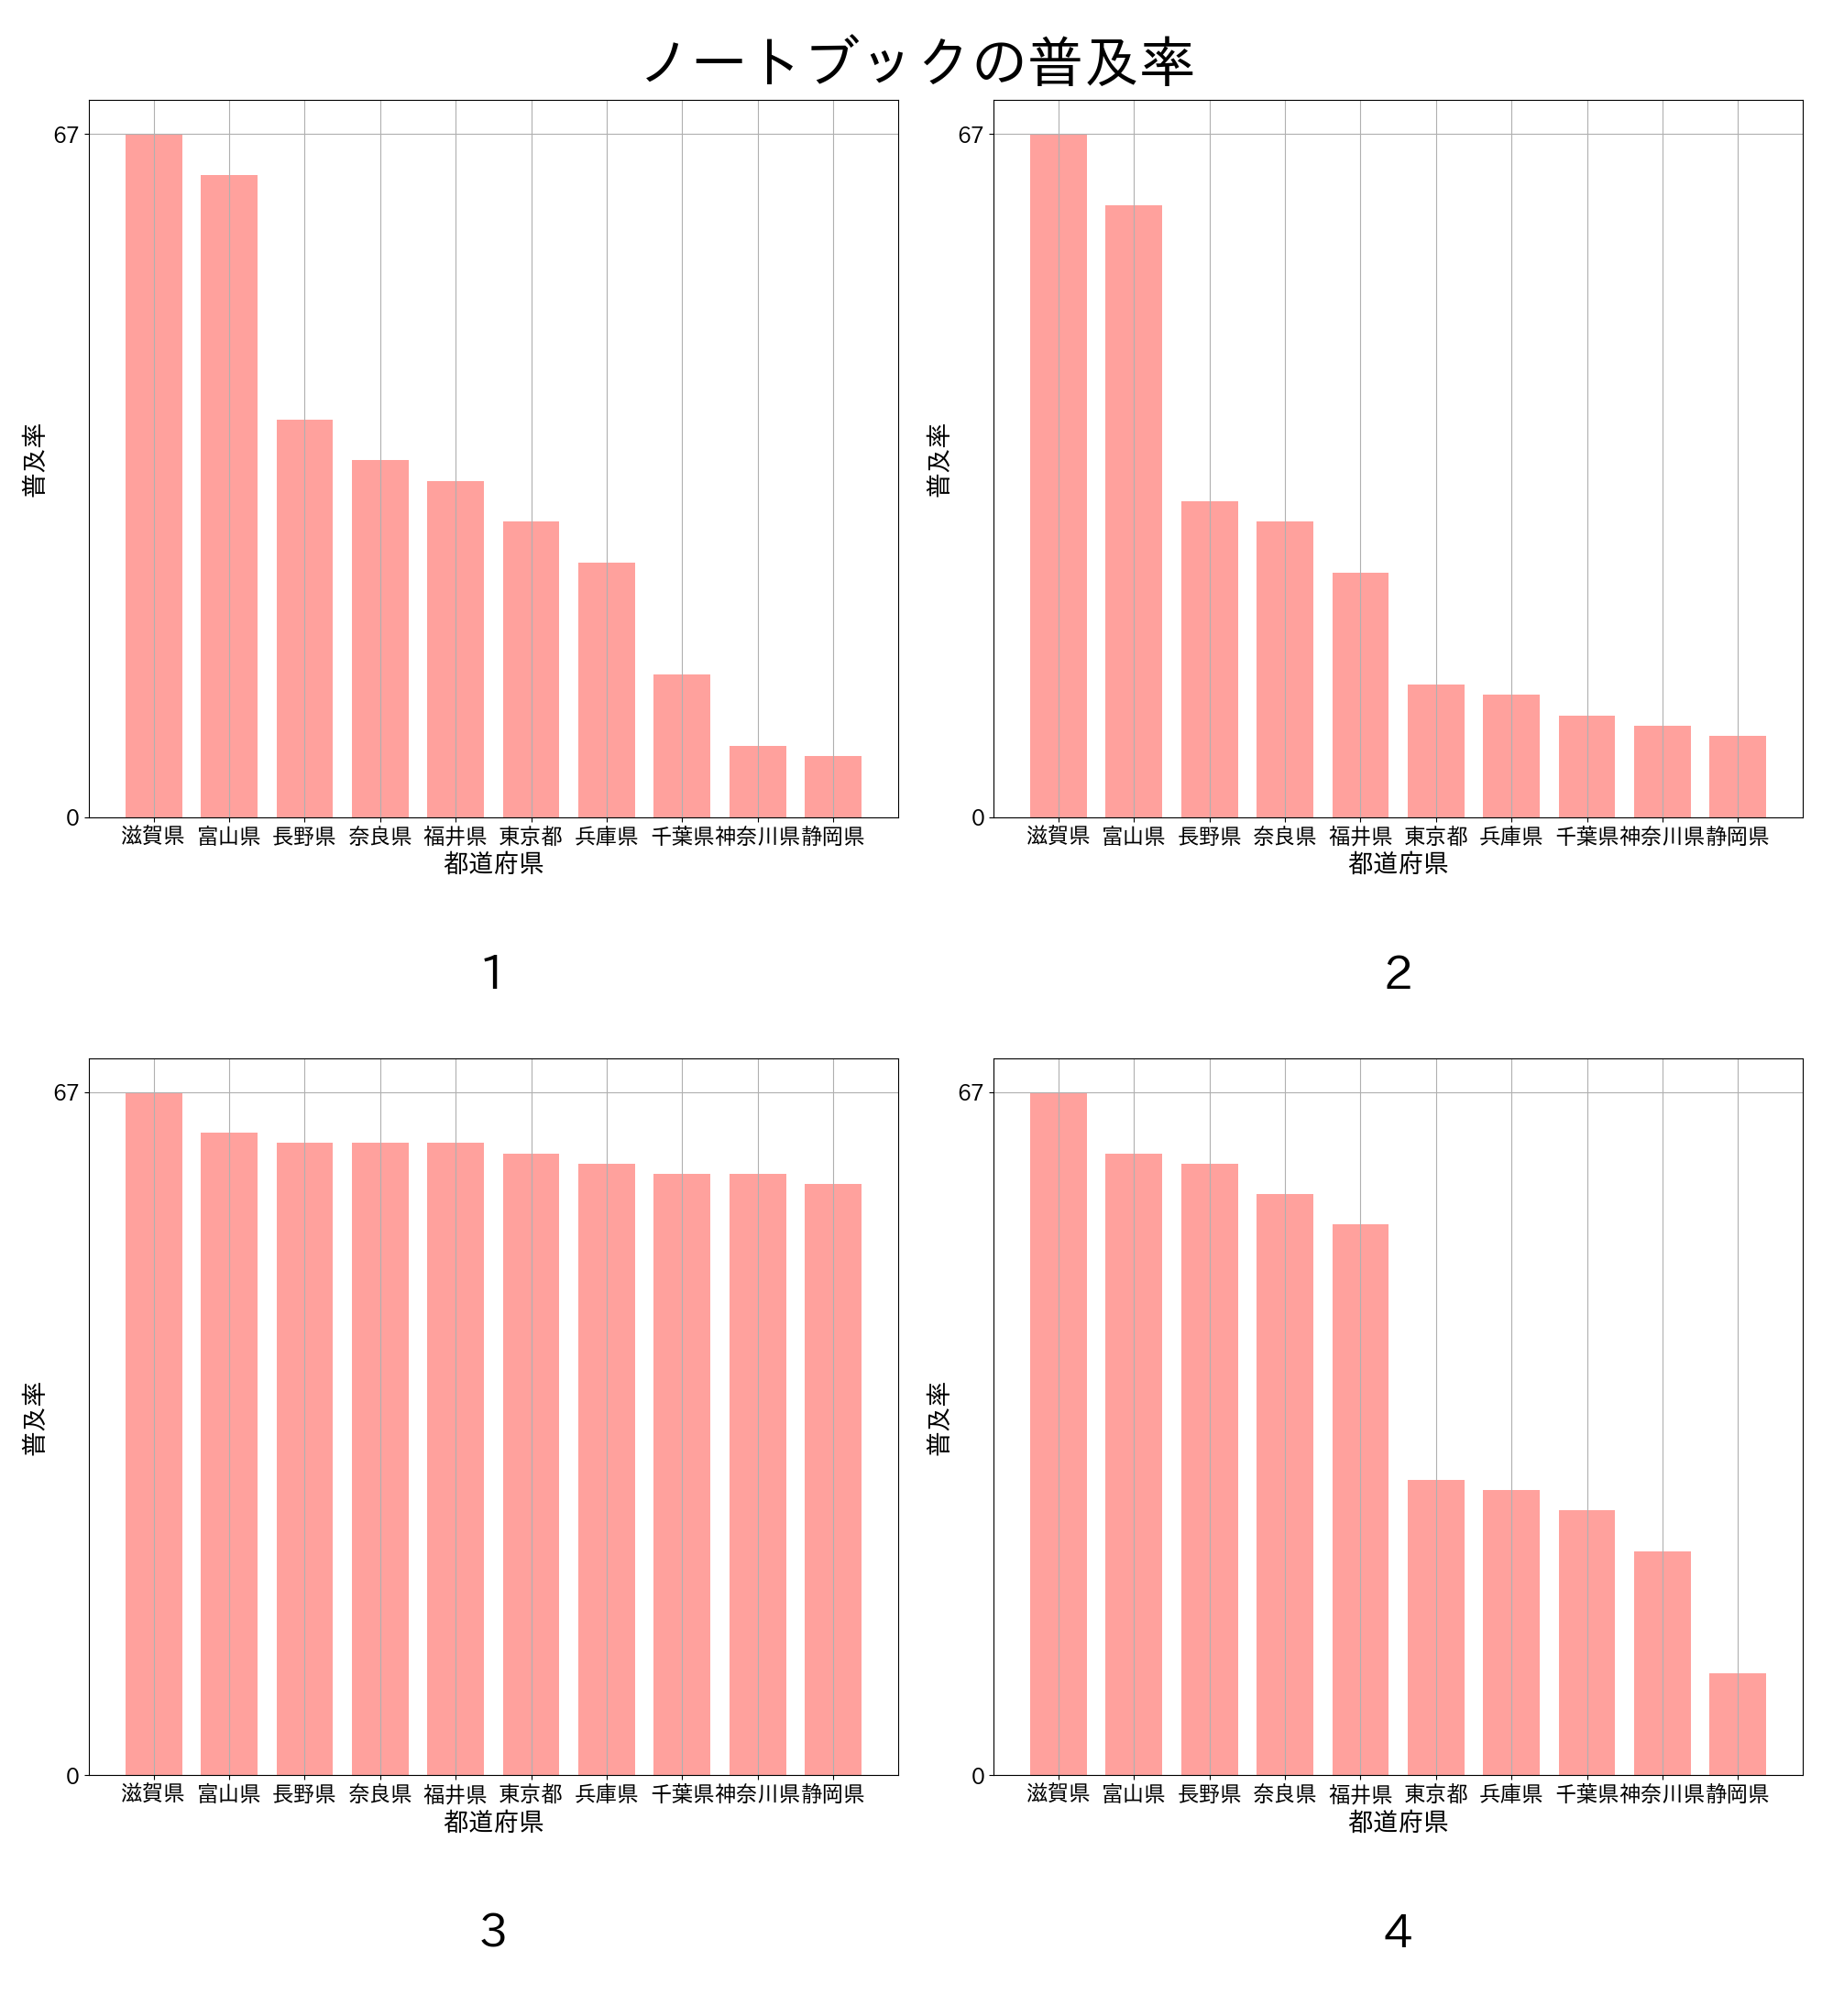 ノートブックの普及率
67
0
普及率
滋賀県 富山県 長野県 奈良県 福井県 東京都 兵庫県 千葉県 神奈川県 静岡県
都道府県
1
67
0
普及率
滋賀県 富山県 長野県 奈良県 福井県 東京都 兵庫県 千葉県 神奈川県 静岡県
都道府県
2
67
0
普及率
滋賀県 富山県 長野県 奈良県 福井県 東京都 兵庫県 千葉県 神奈川県 静岡県
都道府県
3
67
0
普及率
滋賀県 富山県 長野県 奈良県 福井県 東京都 兵庫県 千葉県 神奈川県 静岡県
都道府県
4